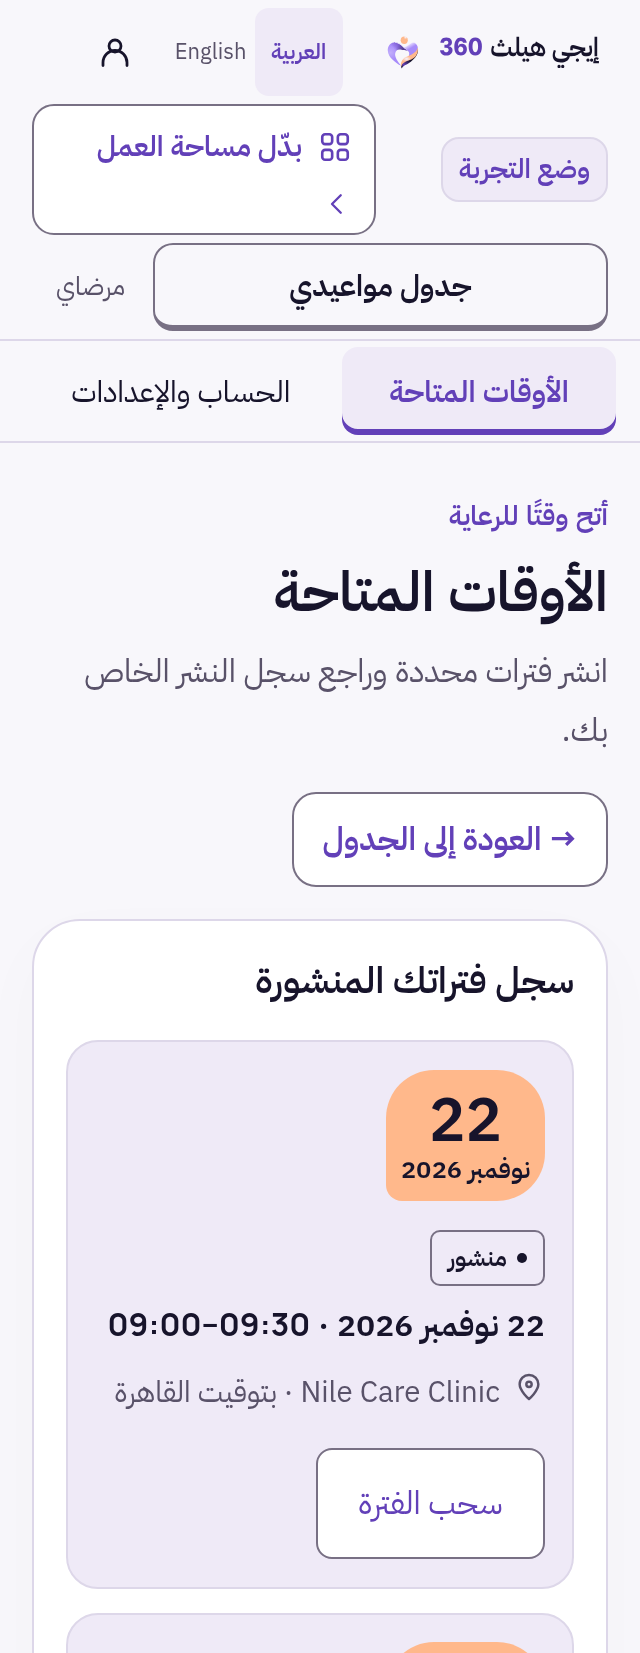 إيجي هيلث 360
العربية
English
وضع التجربة
بدّل مساحة العمل
جدول مواعيدي
مرضاي
الأوقات المتاحة
الحساب والإعدادات
أتح وقتًا للرعاية
الأوقات المتاحة
انشر فترات محددة وراجع سجل النشر الخاص
بك.
→ العودة إلى الجدول
سجل فتراتك المنشورة
22
نوفمبر 2026
• منشور
22 نوفمبر 2026 · 09:00–09:30
Nile Care Clinic · بتوقيت القاهرة
سحب الفترة